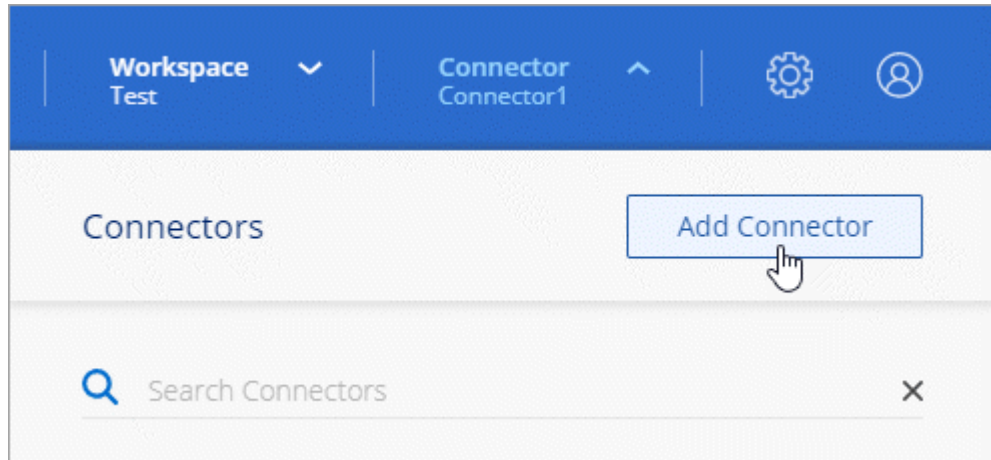 Workspace
Test
Connector
Connector1
Connectors
Add Connector
Search Connectors